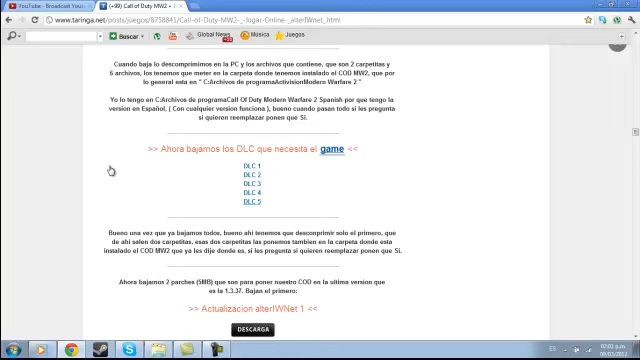 YouTube - Broadcast Yours
(+99) Call of Duty MW2 +
www.taringa.net/posts/juegos/8758841/Call-of-Duty-MW2-_-lugar-Online-_alterIWnet_.html
Buscar
Global News
Música
Juegos
Cuando baja lo descomprimimos en la PC y los archivos que contiene, que son 2 carpetitas y
6 archivos, los tenemos que meter en la carpeta donde tenemos instalado el COD MW2, que por
lo general esta en " C:Archivos de programaActivisionModern Warfare 2 "
Yo lo tengo en C:Archivos de programaCall Of Duty Modern Warfare 2 Spanish por que tengo la
version en Español, ( Con cualquier version funciona ), bueno cuando pasan todo si les pregunta
si quieren reemplazar ponen que Si.
>> Ahora bajamos los DLC que necesita el game <<
DLC 1
DLC 2
DLC 3
DLC 4
DLC 5
Bueno una vez que ya bajamos todos, bueno ahi tenemos que desconprimir solo el primero, que
de ahi salen dos carpetitas, esas dos carpetitas las ponemos tambien en la carpeta donde esta
instalado el COD MW2 que ya les dije donde es, si les pregunta si quieren reemplazar ponen que Si.
Ahora bajamos 2 parches (5MB) que son para poner nuestro COD en la ultima version que
es la 1.3.37. Bajan el primero:
>> Actualizacion alterIWNet 1 <<
DESCARGA
ES
02:02 p.m.